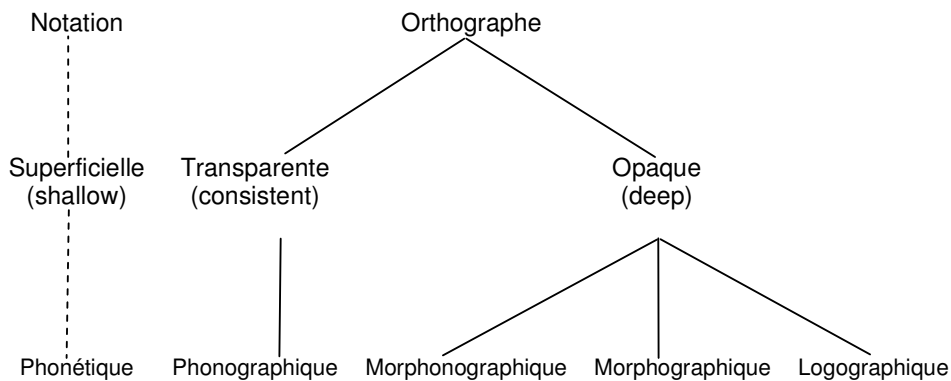 Notation Orthographe
Superficielle Transparente Opaque
(shallow) (consistent) (deep)
Phonétique Phonographique Morphonographique Morphographique Logographique